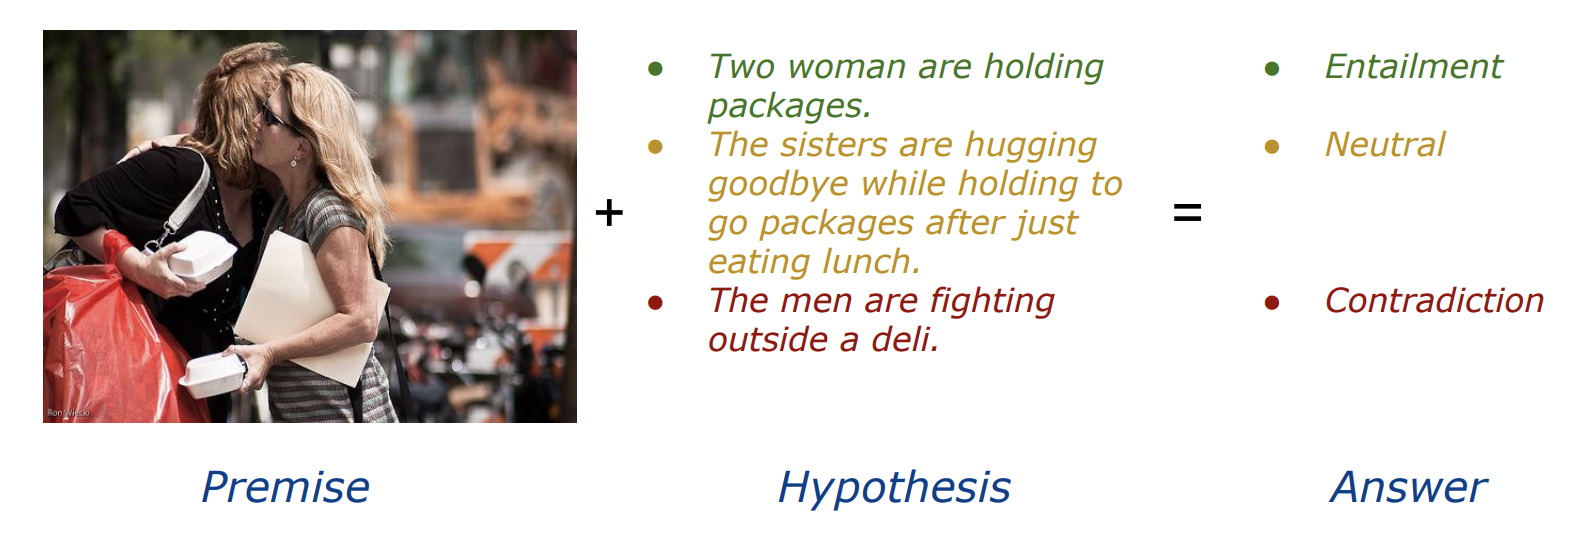 Two woman are holding
packages.
The sisters are hugging
goodbye while holding to
go packages after just
eating lunch.
The men are fighting
outside a deli.
+
=
Entailment
Neutral
Contradiction
Ron Wiecki
Premise
Hypothesis
Answer